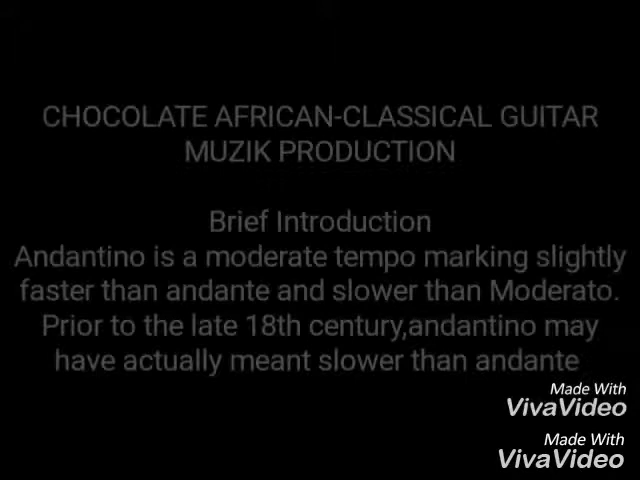 CHOCOLATE AFRICAN-CLASSICAL GUITAR
MUZIK PRODUCTION
Brief Introduction
Andantino is a moderate tempo marking slightly
faster than andante and slower than Moderato.
Prior to the late 18th century,andantino may
have actually meant slower than andante
Made With
VivaVideo
Made With
VivaVideo